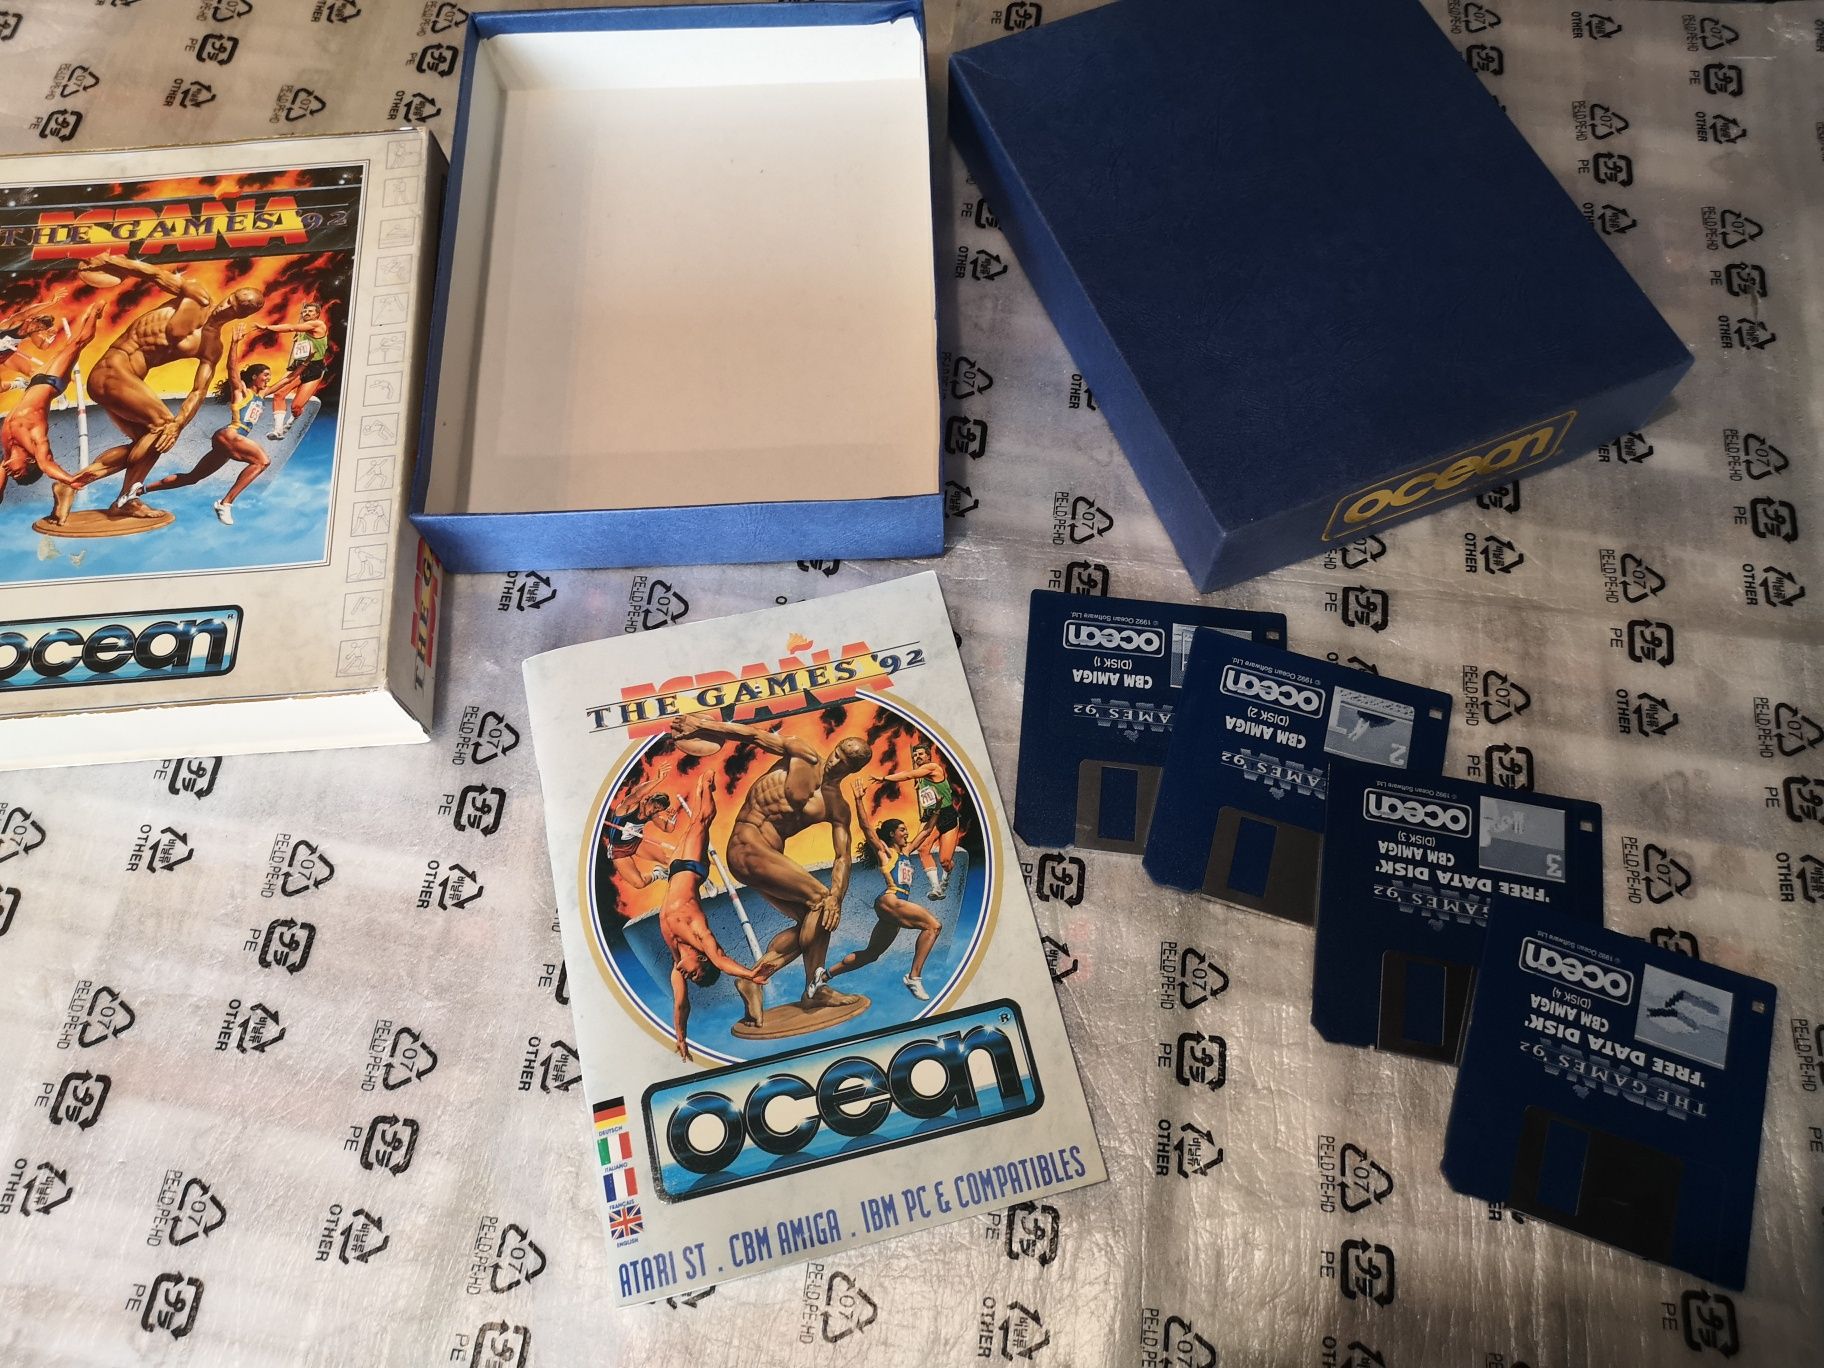 ESPAÑA
THE GAMES '92
ocean®
THE G
ocean
ESPAÑA
THE GAMES '92
ocean®
DEUTSCH
ITALIANO
FRANÇAIS
ENGLISH
ATARI ST . CBM AMIGA . IBM PC & COMPATIBLES
GAMES '92
CBM AMIGA
(DISK 1)
ocean
© 1992 Ocean Software Ltd.
GAMES '92
CBM AMIGA
(DISK 2)
ocean
© 1992 Ocean Software Ltd.
2
GAMES '92
'FREE DATA DISK'
CBM AMIGA
(DISK 3)
ocean
© 1992 Ocean Software Ltd.
3
THE GAMES '92
'FREE DATA DISK'
CBM AMIGA
(DISK 4)
ocean
© 1992 Ocean Software Ltd.
07
PE-LD,PE-HD
PE
비닐류
OTHER